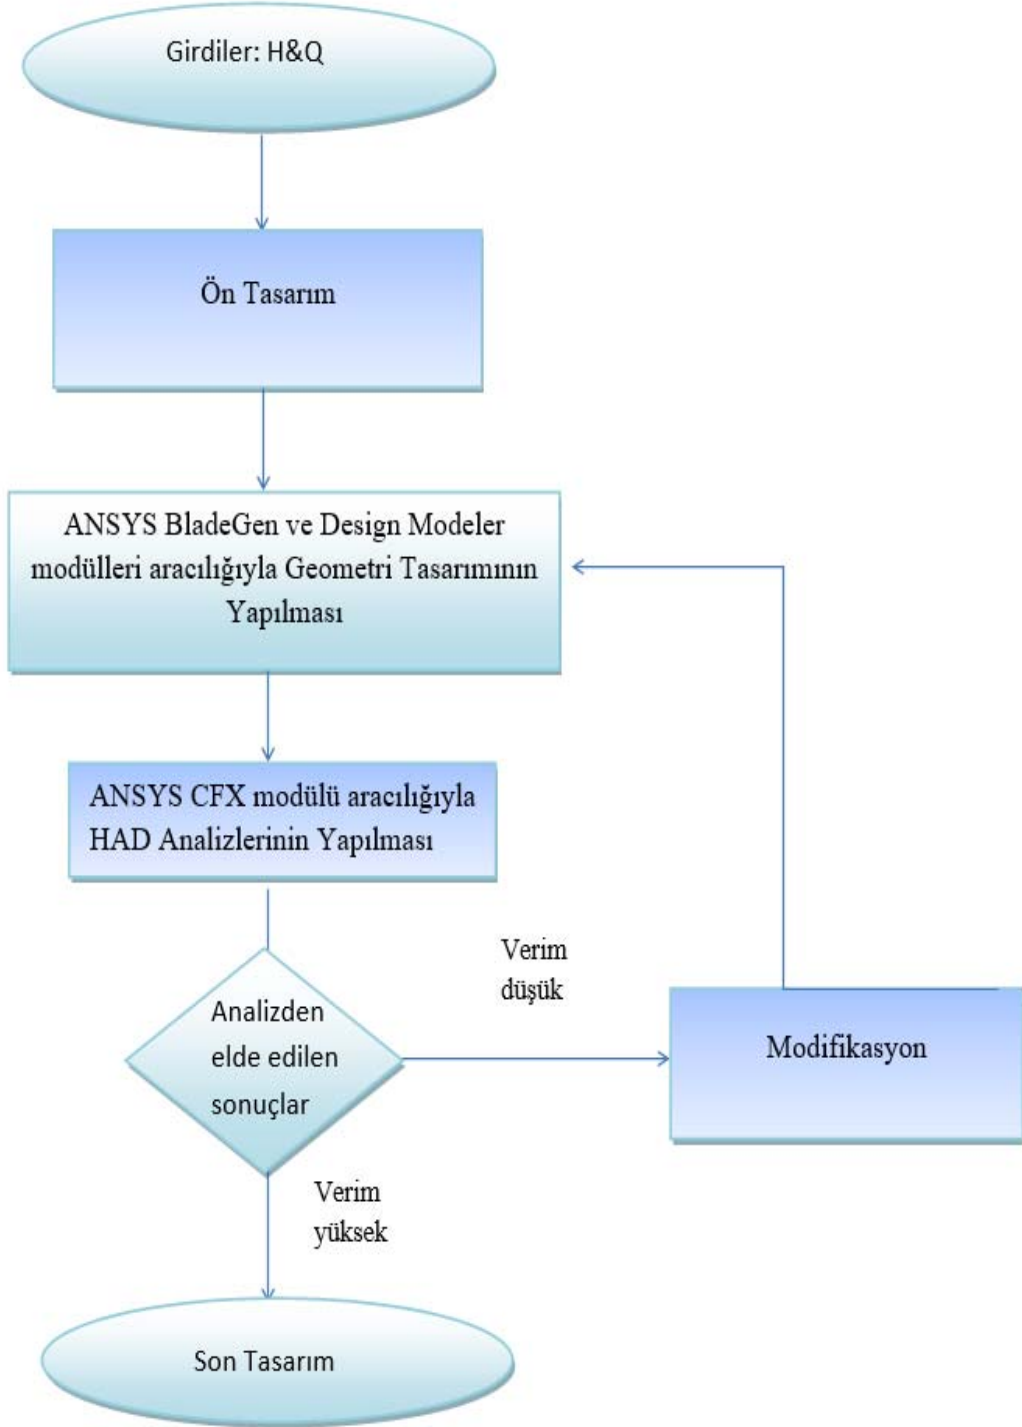 Girdiler: H&Q
Ön Tasarım
ANSYS BladeGen ve Design Modeler
modülleri aracılığıyla Geometri Tasarımının
Yapılması
ANSYS CFX modülü aracılığıyla
HAD Analizlerinin Yapılması
Analizden
elde edilen
sonuçlar
Verim
düşük
Modifikasyon
Verim
yüksek
Son Tasarım